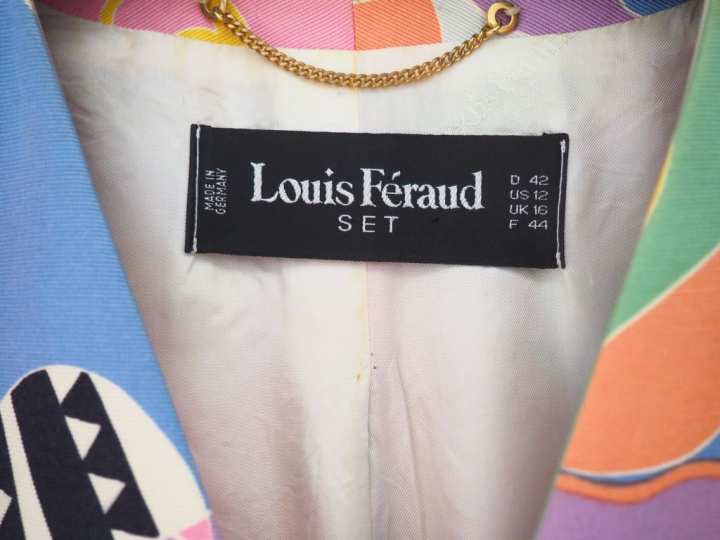 MADE IN
GERMANY
Louis Féraud
SET
D 42
US 12
UK 16
F 44